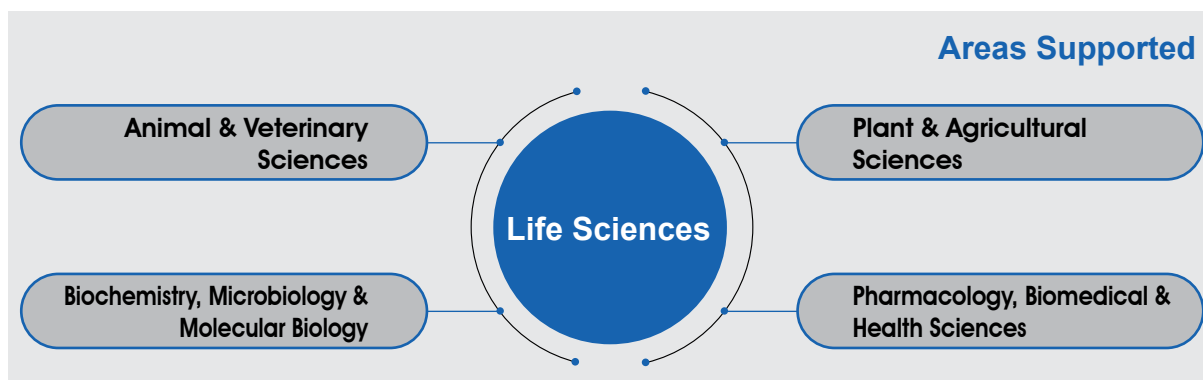 Areas Supported
Animal & Veterinary
Sciences
Plant & Agricultural
Sciences
Life Sciences
Biochemistry, Microbiology &
Molecular Biology
Pharmacology, Biomedical &
Health Sciences